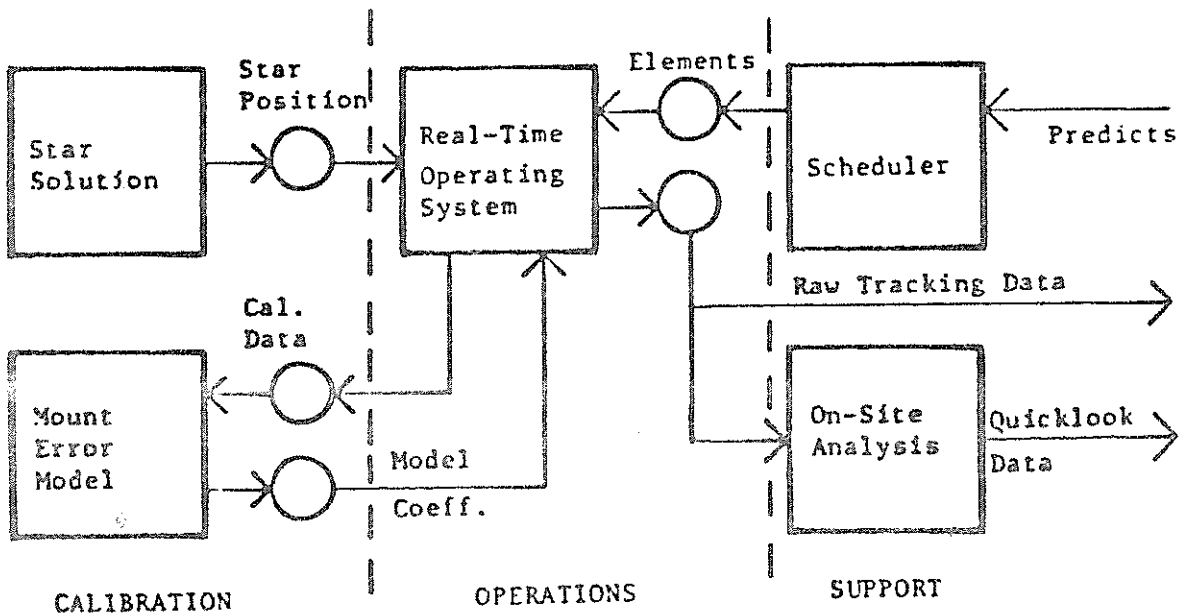 Star
Position
Elements
Star
Solution
Real-Time
Operating
System
Scheduler
Predicts
Raw Tracking Data
Cal.
Data
Mount
Error
Model
Model
Coeff.
On-Site
Analysis
Quicklook
Data
CALIBRATION
OPERATIONS
SUPPORT